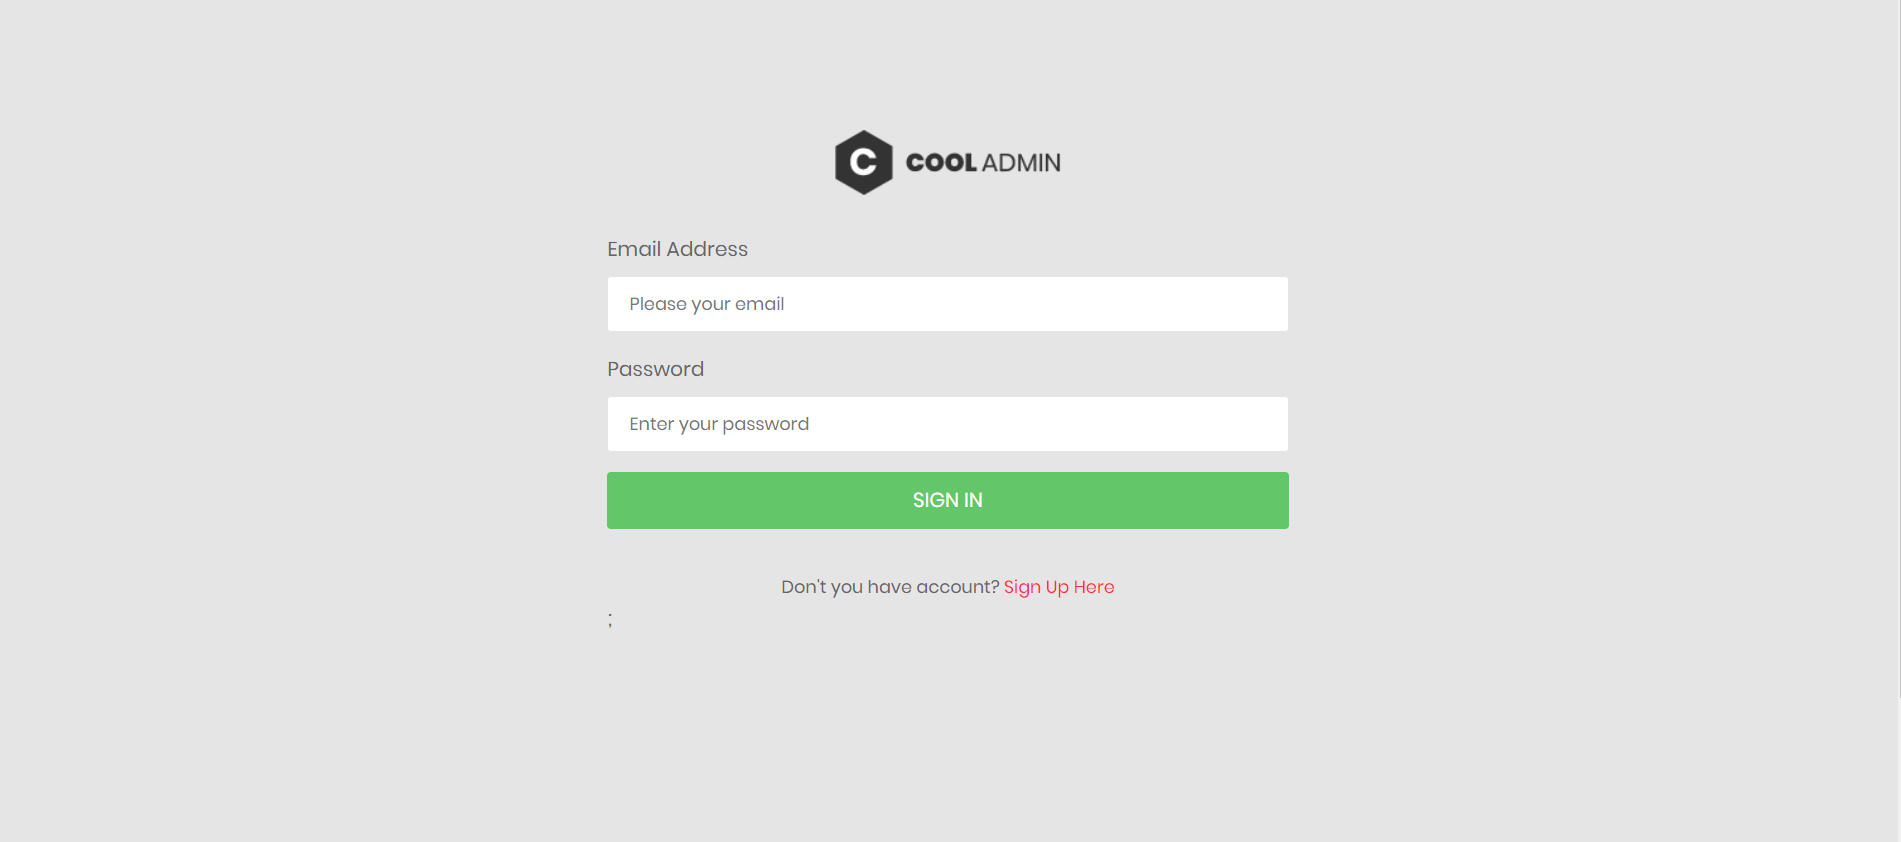 C COOL ADMIN
Email Address
Please your email
Password
Enter your password
SIGN IN
Don't you have account? Sign Up Here
;